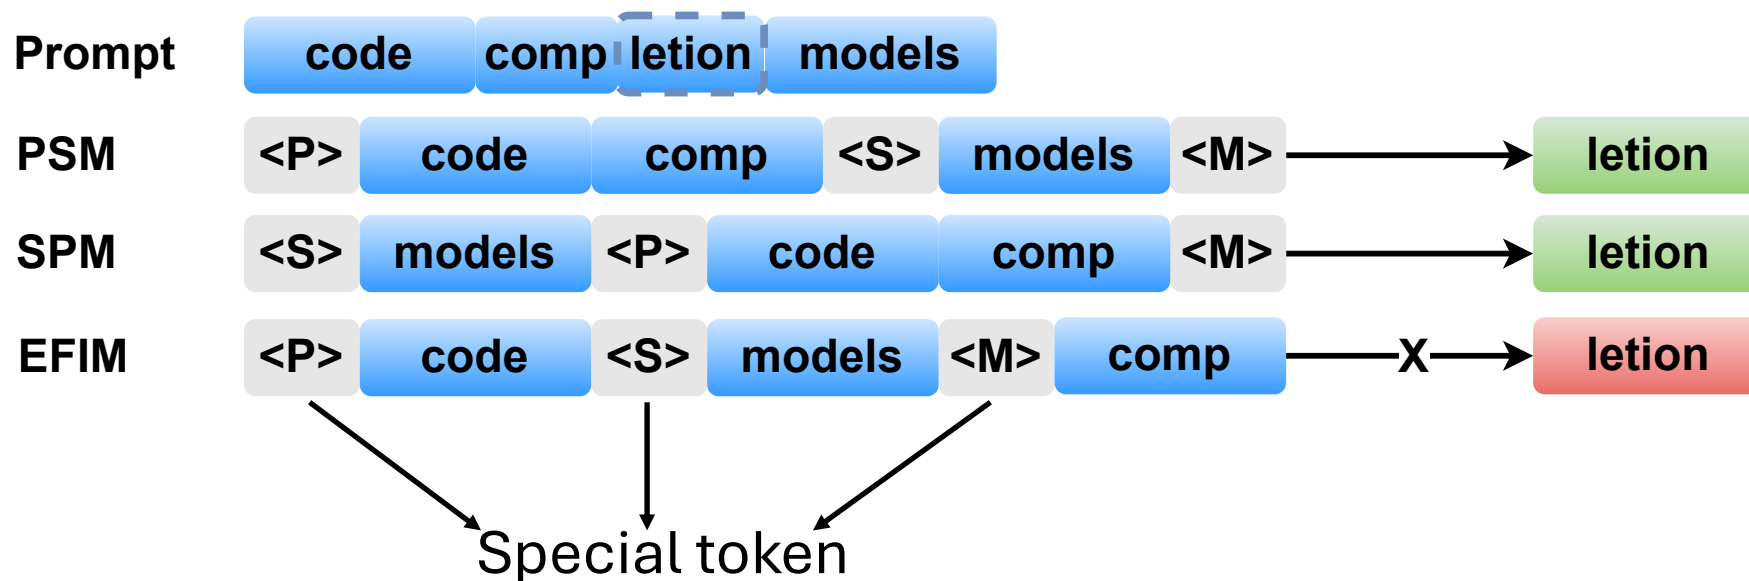 Prompt code comp letion models
PSM <P> code comp <S> models <M> letion
SPM <S> models <P> code comp <M> letion
EFIM <P> code <S> models <M> comp X letion
Special token